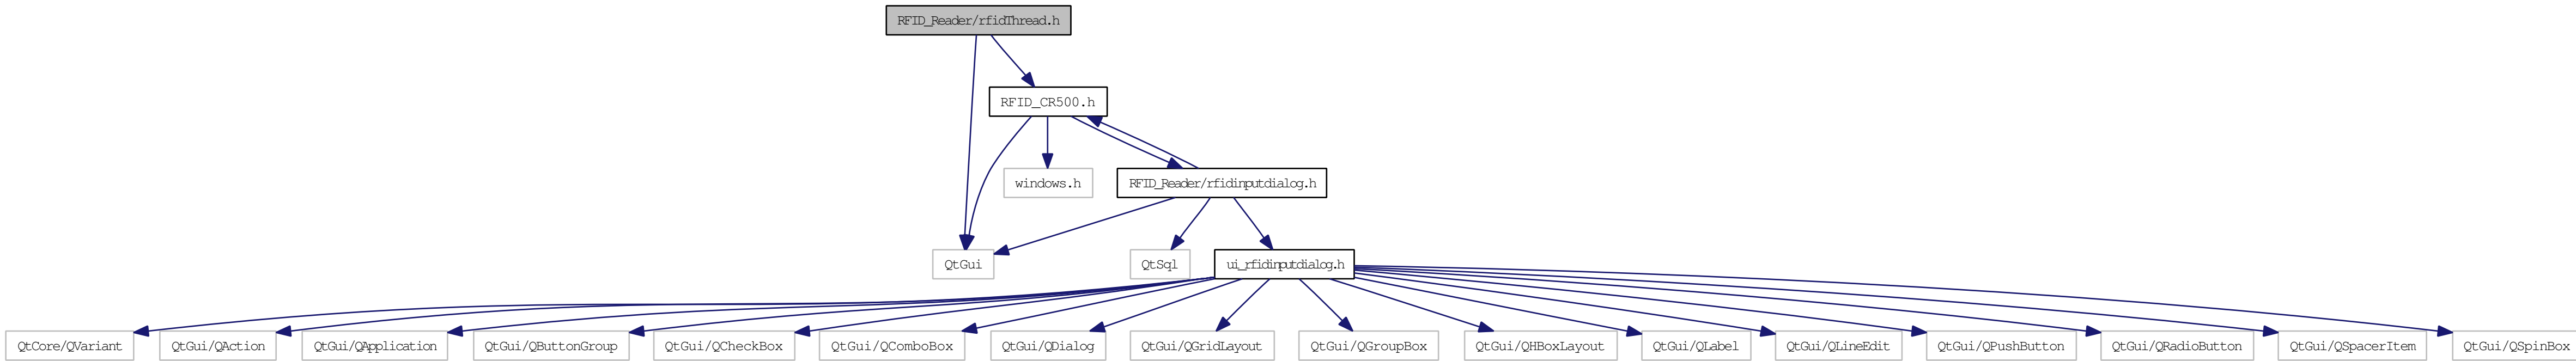 RFID_Reader/rfidThread.h
RFID_CR500.h
windows.h
RFID_Reader/rfidinputdialog.h
QtGui
QtSql
ui_rfidinputdialog.h
QtCore/QVariant
QtGui/QAction
QtGui/QApplication
QtGui/QButtonGroup
QtGui/QCheckBox
QtGui/QComboBox
QtGui/QDialog
QtGui/QGridLayout
QtGui/QGroupBox
QtGui/QHBoxLayout
QtGui/QLabel
QtGui/QLineEdit
QtGui/QPushButton
QtGui/QRadioButton
QtGui/QSpacerItem
QtGui/QSpinBox